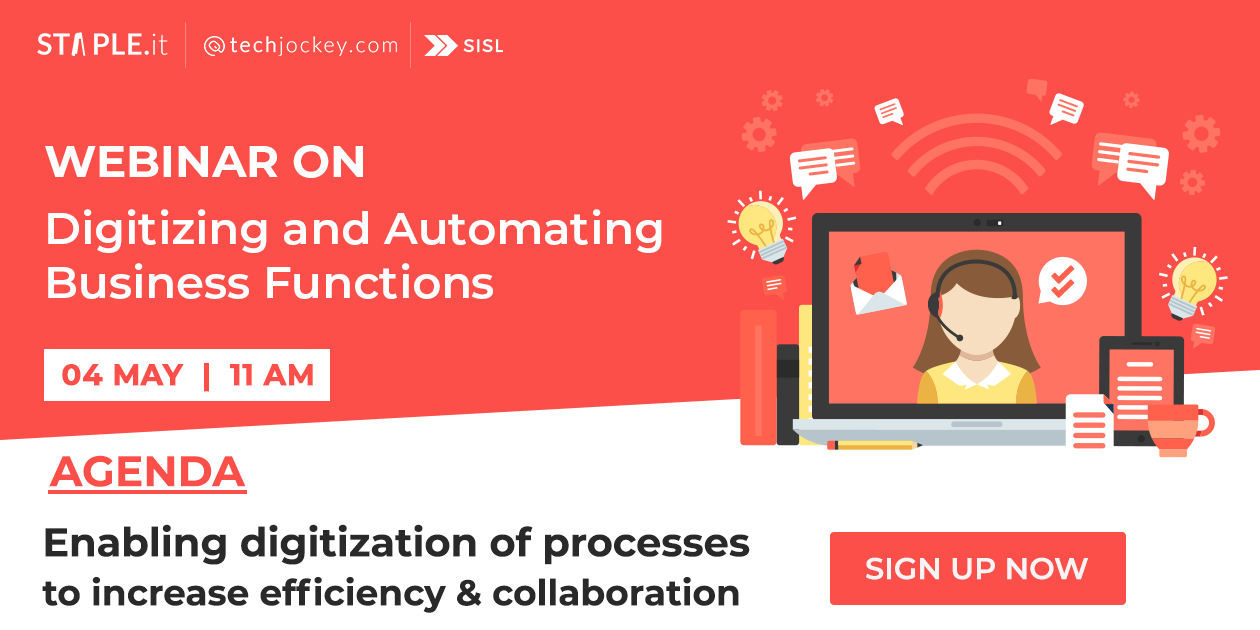 STAPLE.it
@techjockey.com
SISL
WEBINAR ON
Digitizing and Automating
Business Functions
04 MAY | 11 AM
AGENDA
Enabling digitization of processes
to increase efficiency & collaboration
SIGN UP NOW